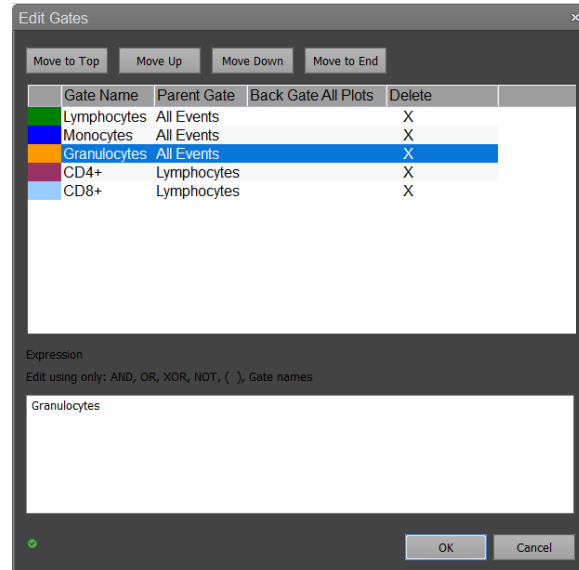 Edit Gates ×
Move to Top Move Up Move Down Move to End
Gate Name Parent Gate Back Gate All Plots Delete
Lymphocytes All Events X
Monocytes All Events X
Granulocytes All Events X
CD4+ Lymphocytes X
CD8+ Lymphocytes X
Expression
Edit using only: AND, OR, XOR, NOT, ( ), Gate names
Granulocytes
OK Cancel